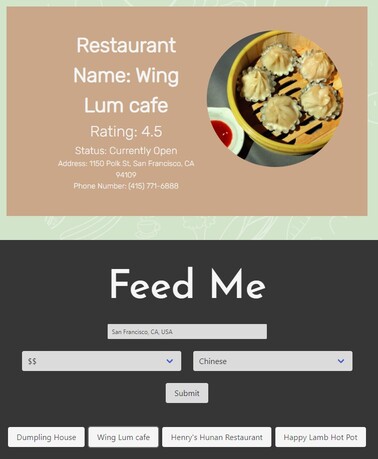 Restaurant
Name: Wing
Lum cafe
Rating: 4.5
Status: Currently Open
Address: 1150 Polk St, San Francisco, CA
94109
Phone Number: (415) 771-6888
Feed Me
San Francisco, CA, USA
$$
Chinese
Submit
Dumpling House
Wing Lum cafe
Henry's Hunan Restaurant
Happy Lamb Hot Pot